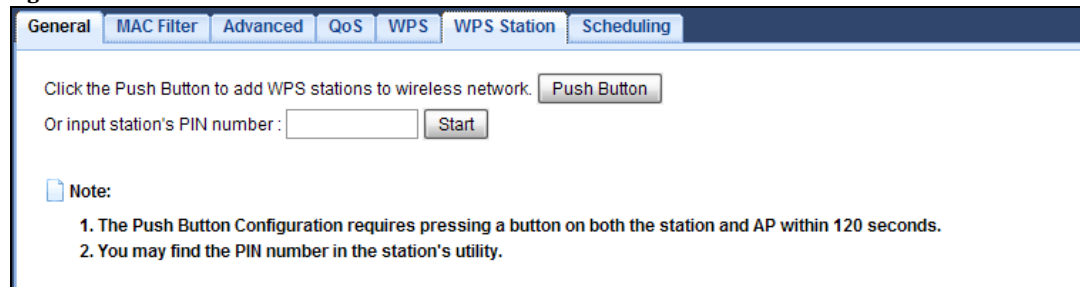 General MAC Filter Advanced QoS WPS WPS Station Scheduling
Click the Push Button to add WPS stations to wireless network. Push Button
Or input station's PIN number : Start
Note:
1. The Push Button Configuration requires pressing a button on both the station and AP within 120 seconds.
2. You may find the PIN number in the station's utility.